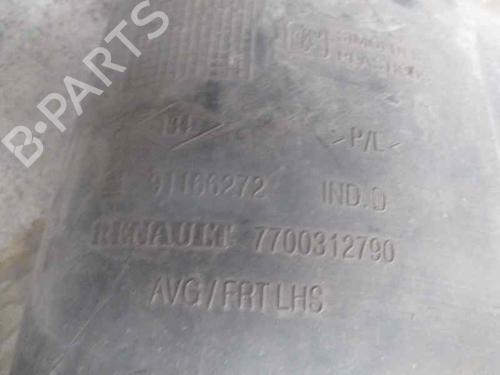 B-PARTS
>P/E<
91166272 IND.D
RENAULT 7700312790
AVG/FRT LHS